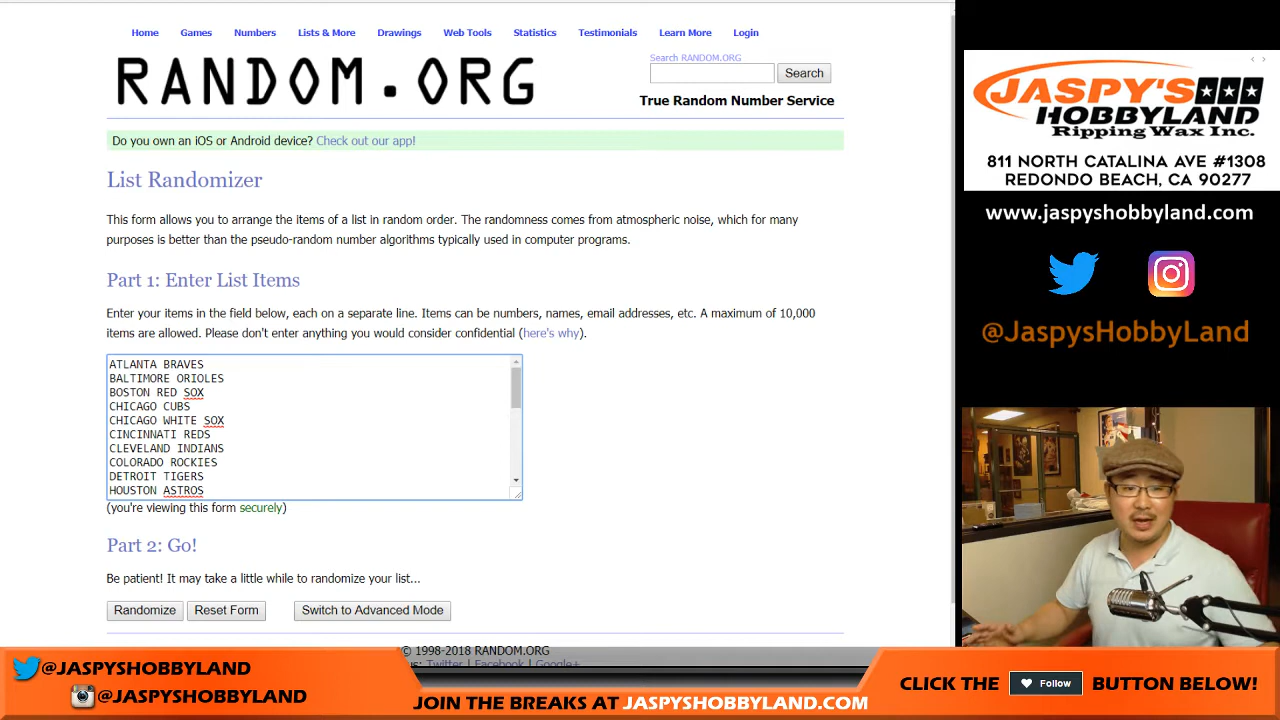 Home Games Numbers Lists & More Drawings Web Tools Statistics Testimonials Learn More Login
RANDOM.ORG
Search RANDOM.ORG
Search
True Random Number Service
Do you own an iOS or Android device? Check out our app!
List Randomizer
This form allows you to arrange the items of a list in random order. The randomness comes from atmospheric noise, which for many
purposes is better than the pseudo-random number algorithms typically used in computer programs.
Part 1: Enter List Items
Enter your items in the field below, each on a separate line. Items can be numbers, names, email addresses, etc. A maximum of 10,000
items are allowed. Please don't enter anything you would consider confidential (here's why).
ATLANTA BRAVES
BALTIMORE ORIOLES
BOSTON RED SOX
CHICAGO CUBS
CHICAGO WHITE SOX
CINCINNATI REDS
CLEVELAND INDIANS
COLORADO ROCKIES
DETROIT TIGERS
HOUSTON ASTROS
(you're viewing this form securely)
Part 2: Go!
Be patient! It may take a little while to randomize your list...
Randomize Reset Form Switch to Advanced Mode
© 1998-2018 RANDOM.ORG
us: Twitter | Facebook | Google+
JASPY'S
HOBBYLAND
Ripping Wax Inc.
811 NORTH CATALINA AVE #1308
REDONDO BEACH, CA 90277
www.jaspyshobbyland.com
@JaspysHobbyLand
@JASPYSHOBBYLAND
@JASPYSHOBBYLAND
JOIN THE BREAKS AT JASPYSHOBBYLAND.COM
CLICK THE Follow BUTTON BELOW!